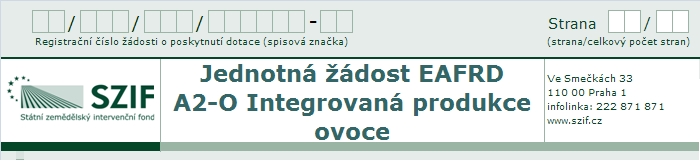 / / / -
Strana /
Registrační číslo žádosti o poskytnutí dotace (spisová značka)
(strana/celkový počet stran)
SZIF
Státní zemědělský intervenční fond
Jednotná žádost EAFRD
A2-O Integrovaná produkce
ovoce
Ve Smečkách 33
110 00 Praha 1
infolinka: 222 871 871
www.szif.cz